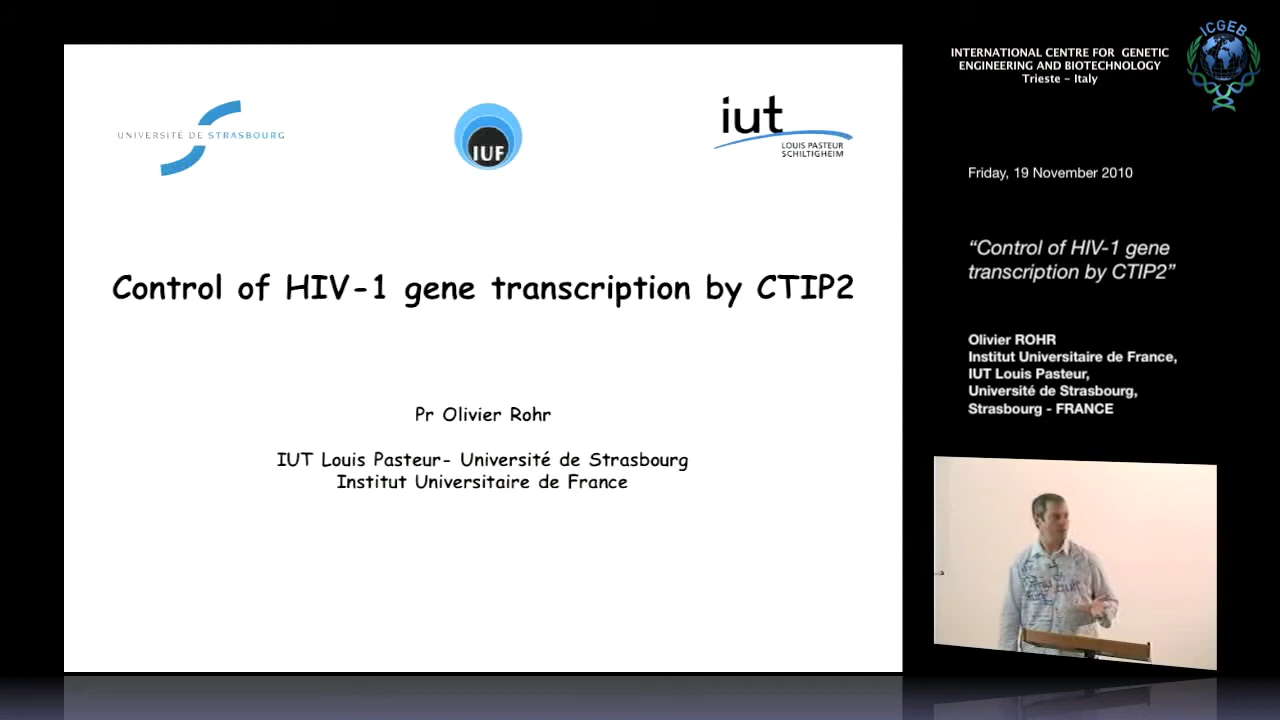 UNIVERSITÉ DE STRASBOURG
IUF
iut
LOUIS PASTEUR
SCHILTIGHEIM
Control of HIV-1 gene transcription by CTIP2
Pr Olivier Rohr
IUT Louis Pasteur- Université de Strasbourg
Institut Universitaire de France
INTERNATIONAL CENTRE FOR GENETIC
ENGINEERING AND BIOTECHNOLOGY
Trieste – Italy
ICGEB
Friday, 19 November 2010
“Control of HIV-1 gene
transcription by CTIP2”
Olivier ROHR
Institut Universitaire de France,
IUT Louis Pasteur,
Université de Strasbourg,
Strasbourg - FRANCE